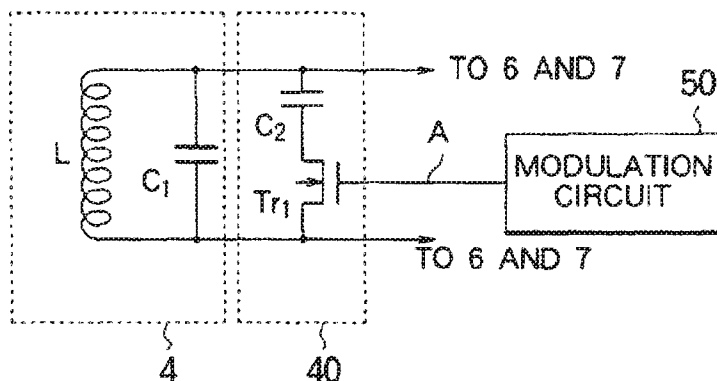 TO 6 AND 7
50
L
C1
C2
A
MODULATION
CIRCUIT
Tr1
TO 6 AND 7
4
40